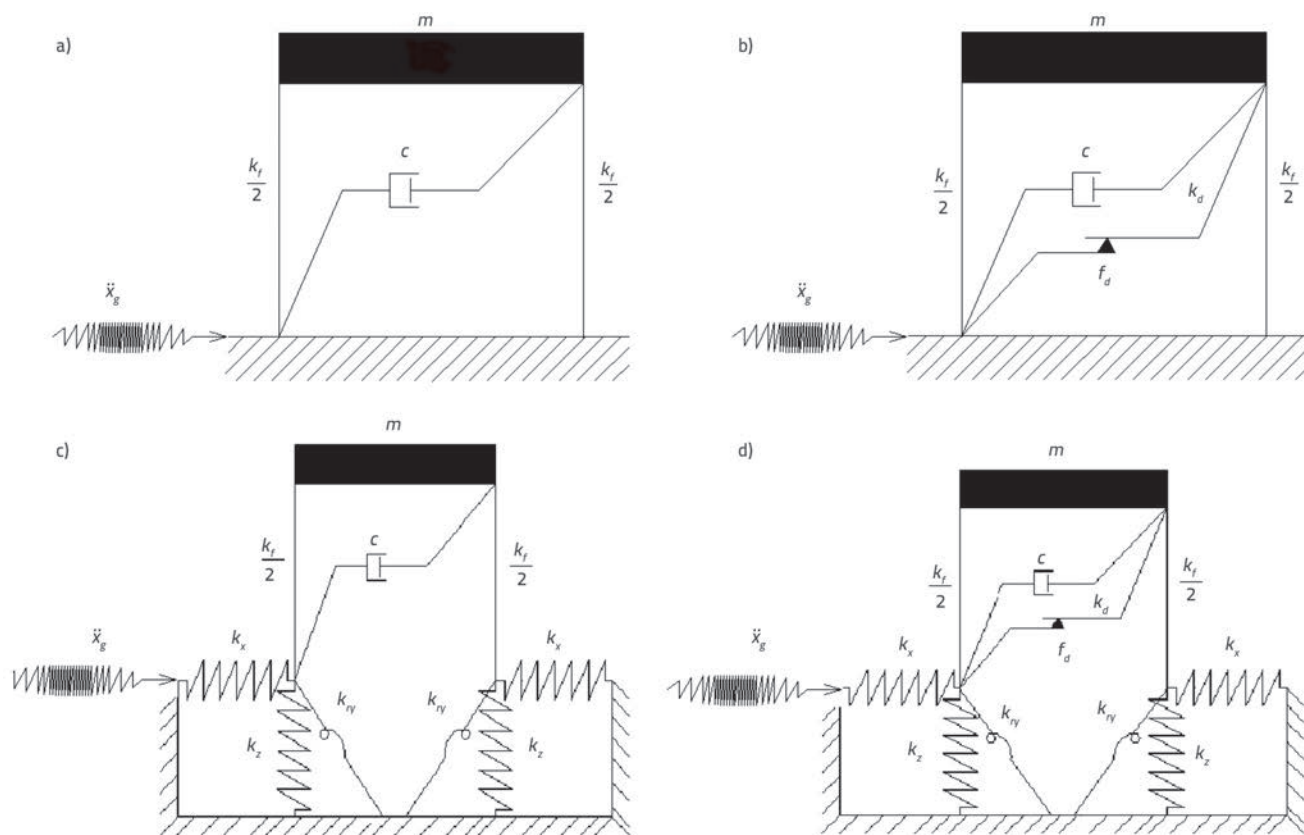 a)
m
c
k_f/2
k_f/2
ẍ_g
b)
m
c
k_f/2
k_d
k_f/2
f_d
ẍ_g
c)
m
c
k_f/2
k_f/2
ẍ_g
k_x
k_x
k_ry
k_ry
k_z
k_z
d)
m
c
k_f/2
k_d
k_f/2
f_d
ẍ_g
k_x
k_x
k_ry
k_ry
k_z
k_z